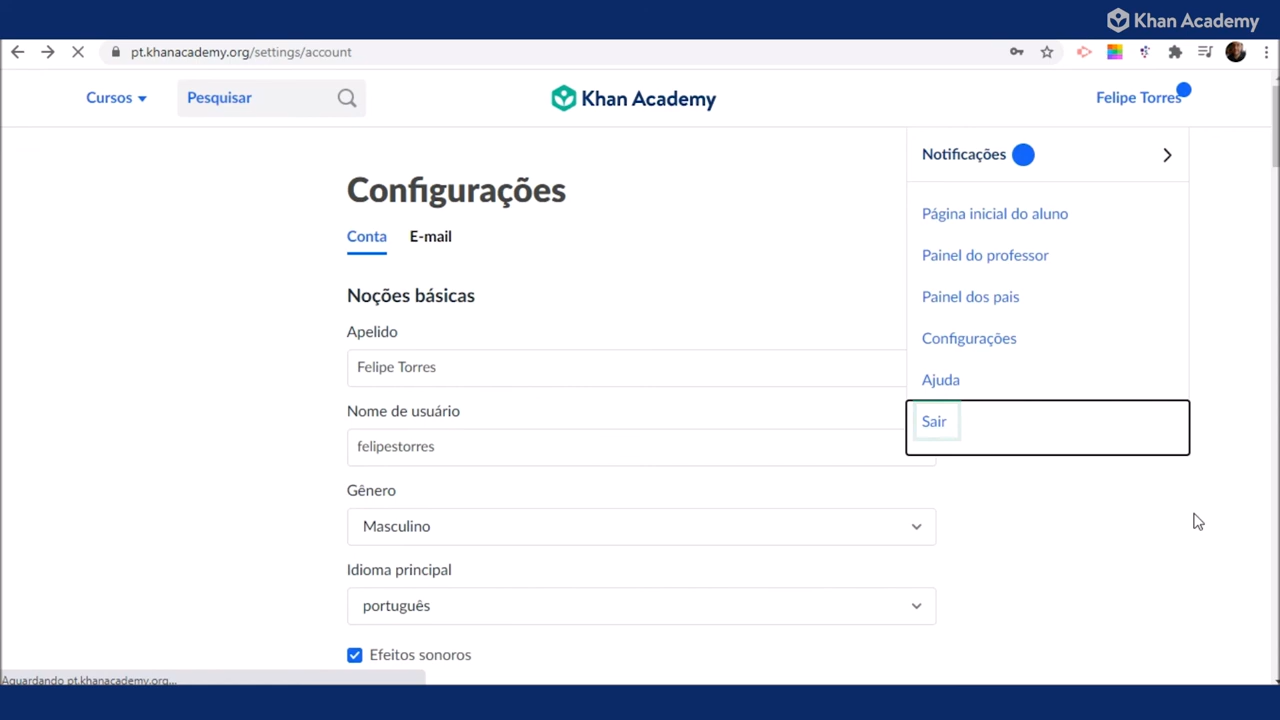 Khan Academy
pt.khanacademy.org/settings/account
Cursos
Pesquisar
Khan Academy
Felipe Torres
Notificações
Página inicial do aluno
Painel do professor
Painel dos pais
Configurações
Ajuda
Sair
Configurações
Conta
E-mail
Noções básicas
Apelido
Felipe Torres
Nome de usuário
felipestorres
Gênero
Masculino
Idioma principal
português
Efeitos sonoros
Aguardando pt.khanacademy.org...